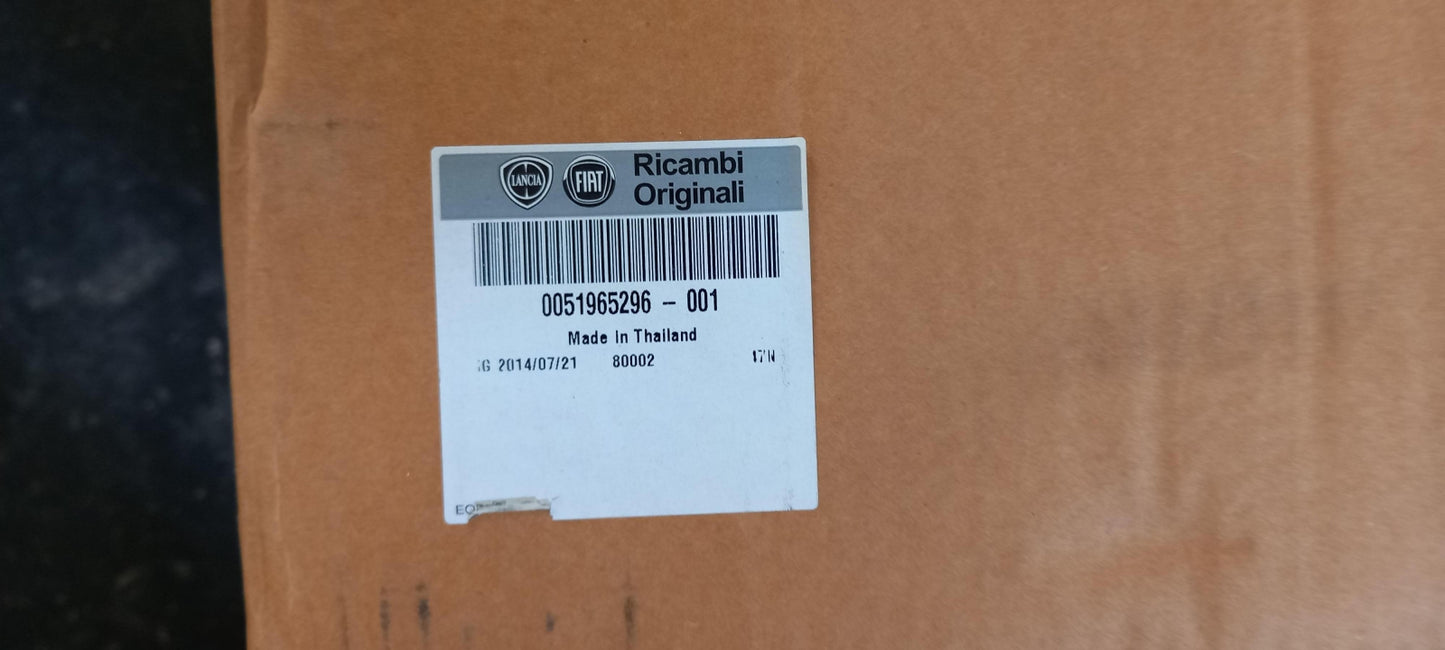 LANCIA FIAT Ricambi
Originali
0051965296 - 001
Made In Thailand
2014/07/21 80002